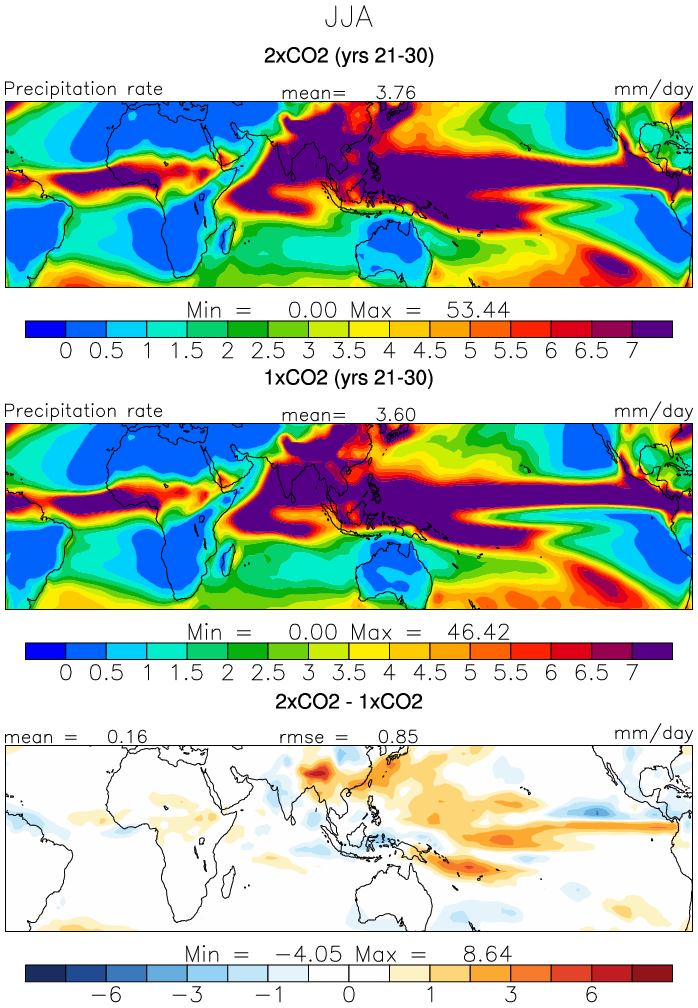 JJA
2xCO2 (yrs 21-30)
Precipitation rate mean= 3.76 mm/day
Min = 0.00 Max = 53.44
0 0.5 1 1.5 2 2.5 3 3.5 4 4.5 5 5.5 6 6.5 7
1xCO2 (yrs 21-30)
Precipitation rate mean= 3.60 mm/day
Min = 0.00 Max = 46.42
0 0.5 1 1.5 2 2.5 3 3.5 4 4.5 5 5.5 6 6.5 7
2xCO2 - 1xCO2
mean = 0.16 rmse = 0.85 mm/day
Min = -4.05 Max = 8.64
-6 -3 -1 0 1 3 6